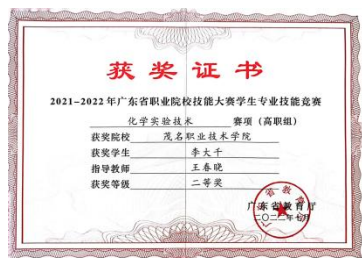 获奖证书
2021-2022年广东省职业院校技能大赛学生专业技能竞赛
化学实验技术 赛项（高职组）
获奖院校 茂名职业技术学院
获奖学生 李大千
指导教师 王春晓
获奖等级 二等奖
广东省教育厅
二〇二二年七月